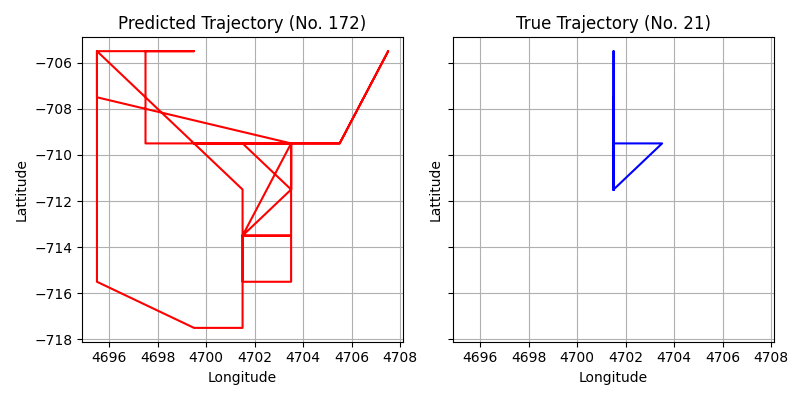 Predicted Trajectory (No. 172)
True Trajectory (No. 21)
Lattitude
−706
−708
−710
−712
−714
−716
−718
4696 4698 4700 4702 4704 4706 4708
Longitude
Lattitude
4696 4698 4700 4702 4704 4706 4708
Longitude